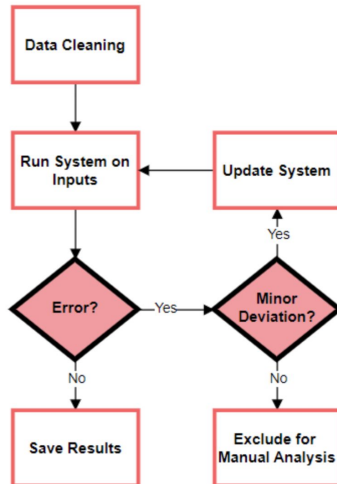 Data Cleaning
Run System on
Inputs
Update System
Yes
Error?
Yes
Minor
Deviation?
No
No
Save Results
Exclude for
Manual Analysis